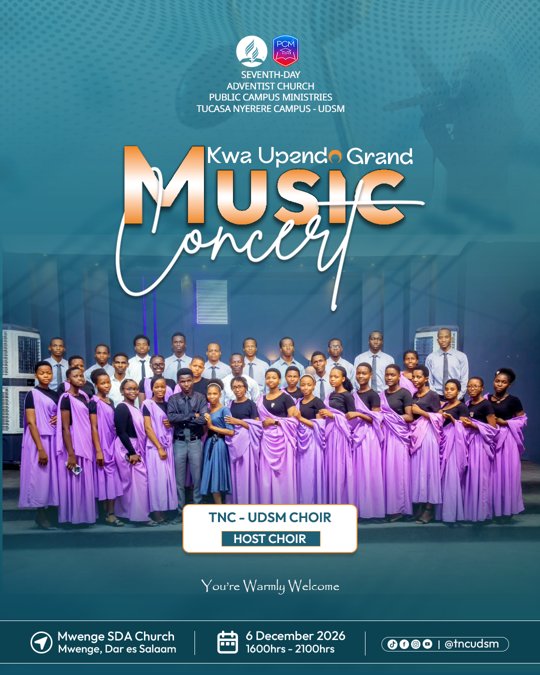 PCM
SEVENTH-DAY
ADVENTIST CHURCH
PUBLIC CAMPUS MINISTRIES
TUCASA NYERERE CAMPUS - UDSM
Kwa Upendo Grand
MUSIC
Concert
TNC - UDSM CHOIR
HOST CHOIR
You're Warmly Welcome
Mwenge SDA Church
Mwenge, Dar es Salaam
6 December 2026
1600hrs - 2100hrs
| @tncudsm